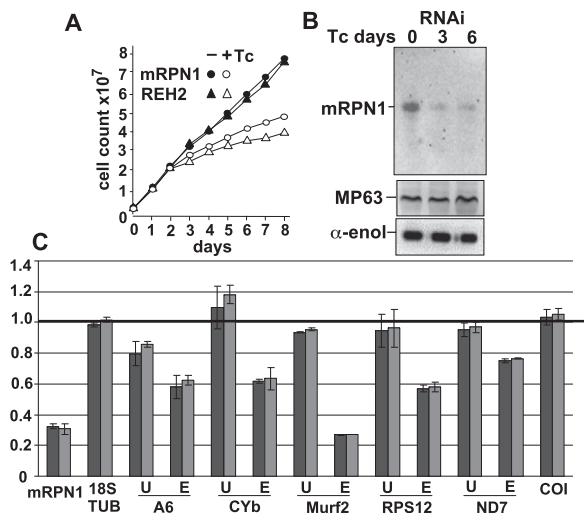 A
− + Tc
mRPN1
REH2
cell count x10⁷
8
7
6
5
4
3
2
1
0
0 1 2 3 4 5 6 7 8
days
B
RNAi
Tc days 0 3 6
mRPN1
MP63
α-enol
C
1.4
1.2
1.0
0.8
0.6
0.4
0.2
0
mRPN1 18S TUB U E U E U E U E U E COI
A6 CYb Murf2 RPS12 ND7